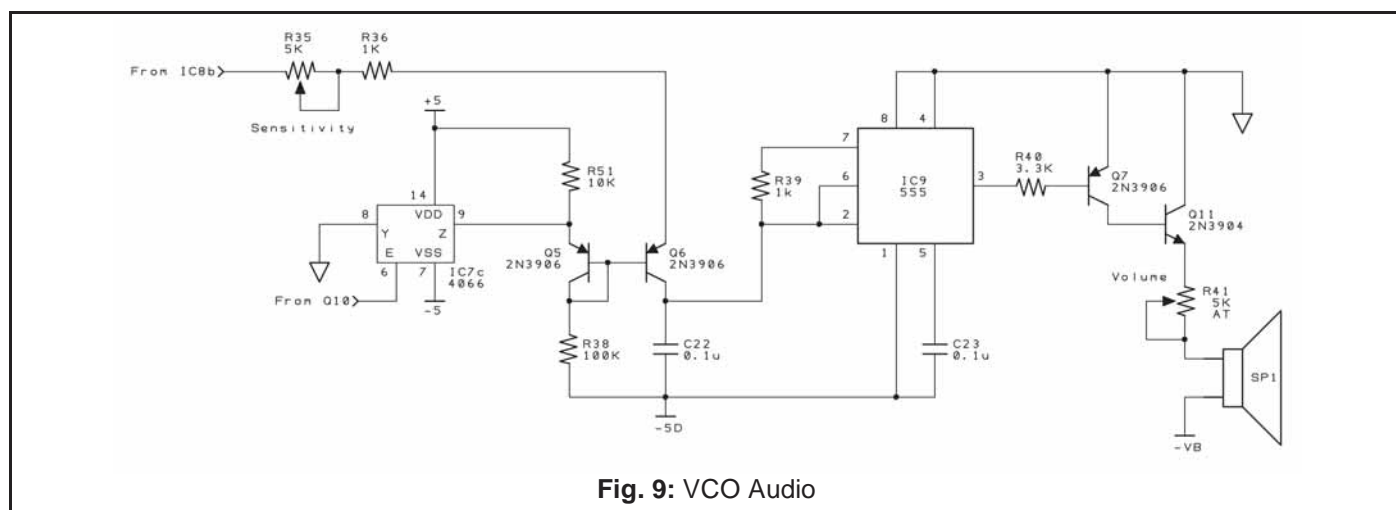 R35
5K
R36
1K
From IC8b
Sensitivity
+5
R51
10K
14
VDD
8
Y
Z
9
E
VSS
6
7
IC7c
4066
From Q10
-5
Q5
2N3906
Q6
2N3906
R38
100K
C22
0.1u
-5D
R39
1k
8
4
7
6
2
IC9
555
3
1
5
C23
0.1u
R40
3.3K
Q7
2N3906
Q11
2N3904
Volume
R41
5K
AT
SP1
-VB
Fig. 9: VCO Audio